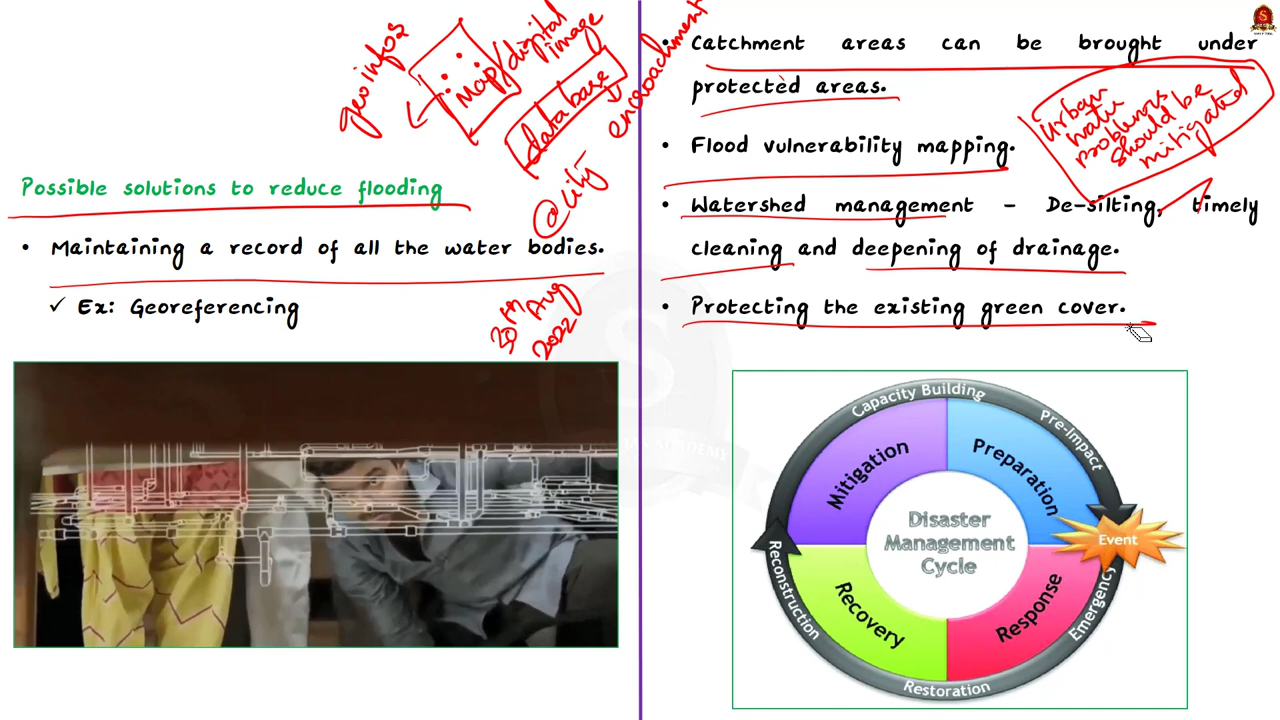 Possible solutions to reduce flooding
• Maintaining a record of all the water bodies.
✓ Ex: Georeferencing
geo infos
Map/digital image
database
encroachment
@city
30th Aug
2022
• Catchment areas can be brought under
protected areas.
• Flood vulnerability mapping.
• Watershed management – De-silting, timely
cleaning and deepening of drainage.
• Protecting the existing green cover.
Urban
water
problems
should be
mitigated
Capacity Building
Pre-Impact
Mitigation
Preparation
Disaster
Management
Cycle
Event
Reconstruction
Recovery
Response
Emergency
Restoration
ACADEMY